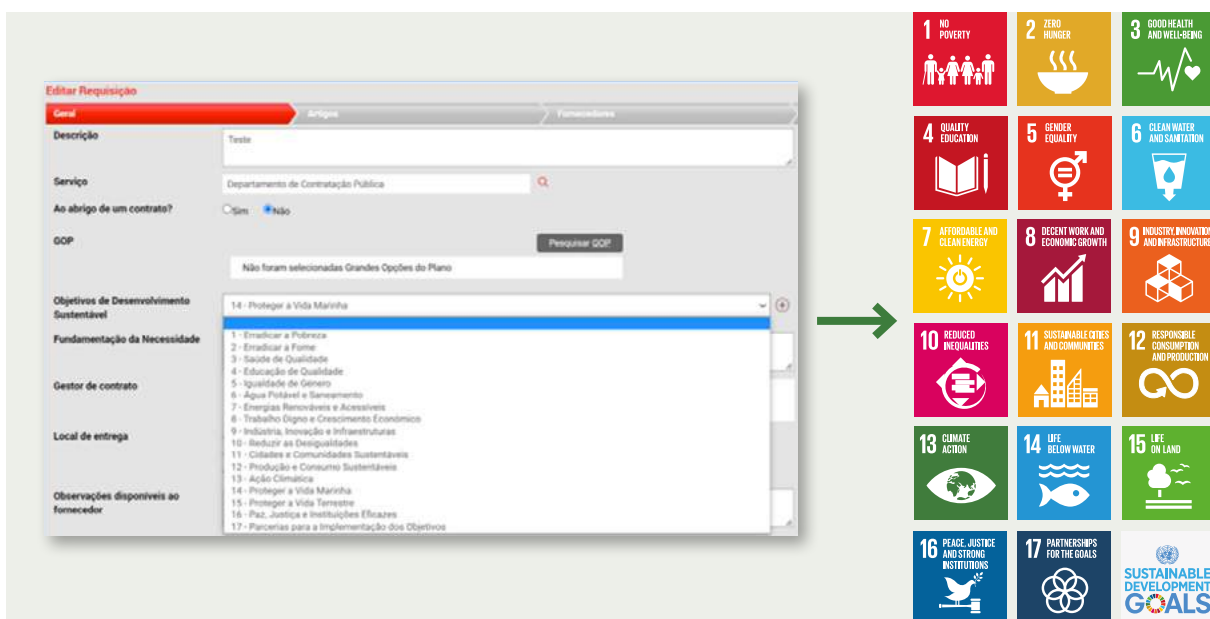 Editar Requisição
Geral
Artigos
Fornecedores
Descrição
Teste
Serviço
Departamento de Contratação Pública
Ao abrigo de um contrato?
Sim
Não
GOP
Pesquisar GOP
Não foram selecionadas Grandes Opções do Plano
Objetivos de Desenvolvimento
Sustentável
14 - Proteger a Vida Marinha
Fundamentação da Necessidade
1 - Erradicar a Pobreza
2 - Erradicar a Fome
3 - Saúde de Qualidade
4 - Educação de Qualidade
5 - Igualdade de Género
6 - Água Potável e Saneamento
7 - Energias Renováveis e Acessíveis
8 - Trabalho Digno e Crescimento Económico
9 - Indústria, Inovação e Infraestruturas
10 - Reduzir as Desigualdades
11 - Cidades e Comunidades Sustentáveis
12 - Produção e Consumo Sustentáveis
13 - Ação Climática
14 - Proteger a Vida Marinha
15 - Proteger a Vida Terrestre
16 - Paz, Justiça e Instituições Eficazes
17 - Parcerias para a Implementação dos Objetivos
Gestor de contrato
Local de entrega
Observações disponíveis ao
fornecedor
1 NO
POVERTY
2 ZERO
HUNGER
3 GOOD HEALTH
AND WELL-BEING
4 QUALITY
EDUCATION
5 GENDER
EQUALITY
6 CLEAN WATER
AND SANITATION
7 AFFORDABLE AND
CLEAN ENERGY
8 DECENT WORK AND
ECONOMIC GROWTH
9 INDUSTRY, INNOVATION
AND INFRASTRUCTURE
10 REDUCED
INEQUALITIES
11 SUSTAINABLE CITIES
AND COMMUNITIES
12 RESPONSIBLE
CONSUMPTION
AND PRODUCTION
13 CLIMATE
ACTION
14 LIFE
BELOW WATER
15 LIFE
ON LAND
16 PEACE, JUSTICE
AND STRONG
INSTITUTIONS
17 PARTNERSHIPS
FOR THE GOALS
SUSTAINABLE
DEVELOPMENT
GOALS